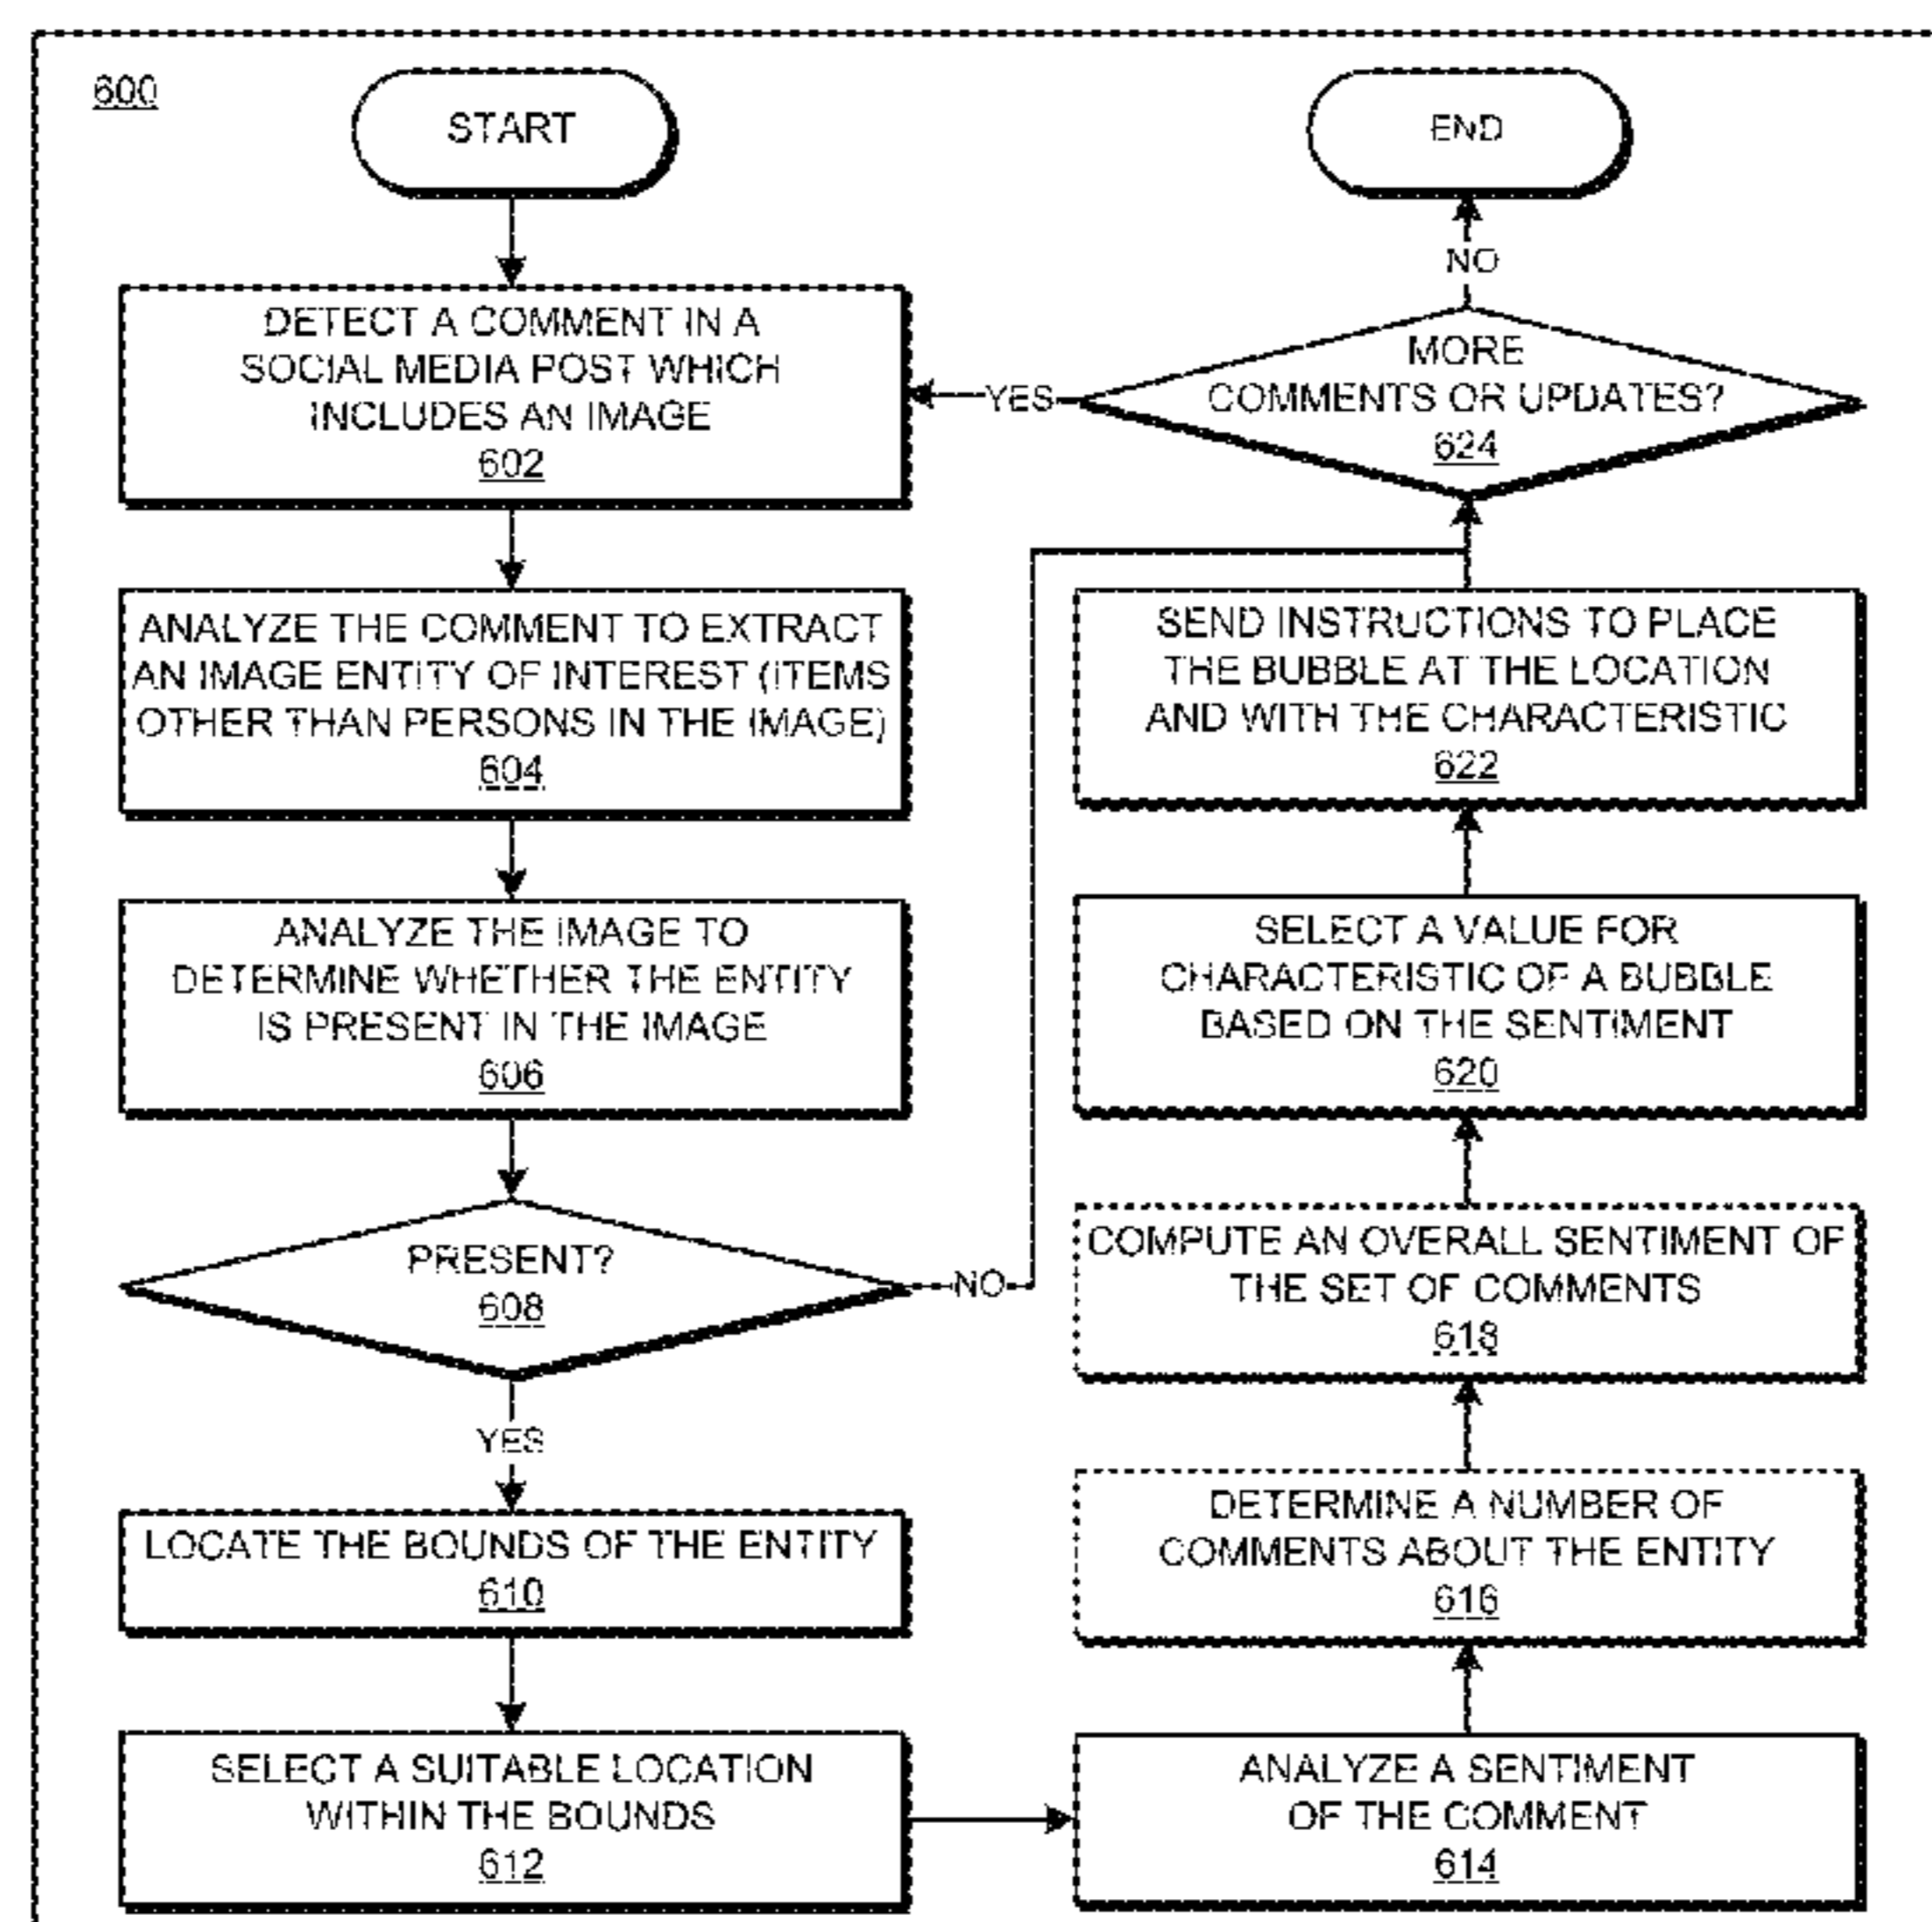 600
START
DETECT A COMMENT IN A
SOCIAL MEDIA POST WHICH
INCLUDES AN IMAGE
602
ANALYZE THE COMMENT TO EXTRACT
AN IMAGE ENTITY OF INTEREST (ITEMS
OTHER THAN PERSONS IN THE IMAGE)
604
ANALYZE THE IMAGE TO
DETERMINE WHETHER THE ENTITY
IS PRESENT IN THE IMAGE
606
PRESENT?
608
NO
YES
LOCATE THE BOUNDS OF THE ENTITY
610
SELECT A SUITABLE LOCATION
WITHIN THE BOUNDS
612
ANALYZE A SENTIMENT
OF THE COMMENT
614
DETERMINE A NUMBER OF
COMMENTS ABOUT THE ENTITY
616
COMPUTE AN OVERALL SENTIMENT OF
THE SET OF COMMENTS
618
SELECT A VALUE FOR
CHARACTERISTIC OF A BUBBLE
BASED ON THE SENTIMENT
620
SEND INSTRUCTIONS TO PLACE
THE BUBBLE AT THE LOCATION
AND WITH THE CHARACTERISTIC
622
MORE
COMMENTS OR UPDATES?
624
YES
NO
END